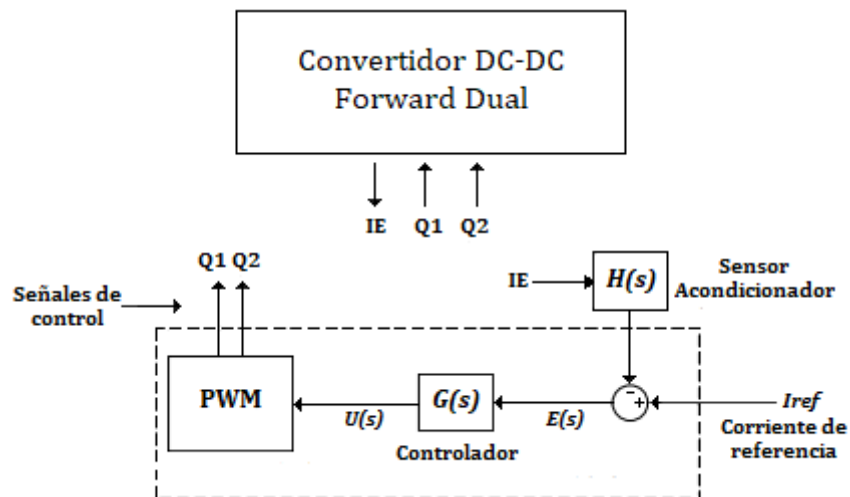 Convertidor DC-DC
Forward Dual
IE Q1 Q2
Q1 Q2
Señales de
control
IE
H(s)
Sensor
Acondicionador
PWM
U(s)
G(s)
Controlador
E(s)
-
+
Iref
Corriente de
referencia